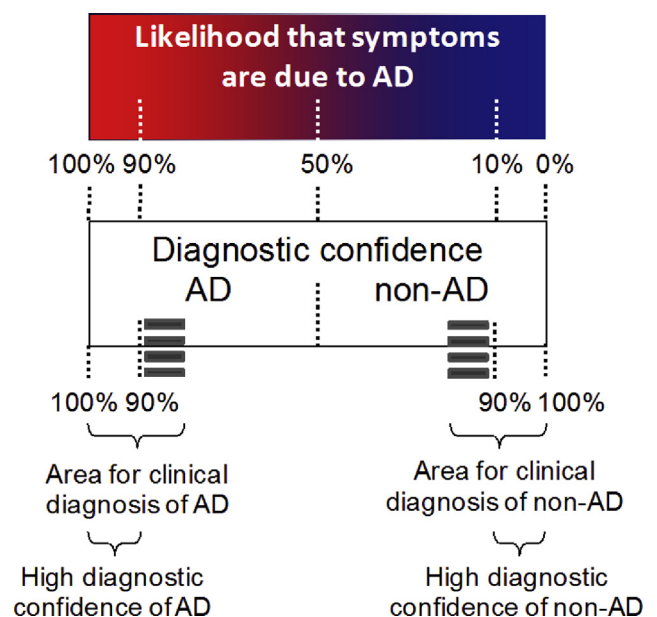 Likelihood that symptoms
are due to AD
100% 90% 50% 10% 0%
Diagnostic confidence
AD non-AD
100% 90% 90% 100%
Area for clinical
diagnosis of AD
Area for clinical
diagnosis of non-AD
High diagnostic
confidence of AD
High diagnostic
confidence of non-AD